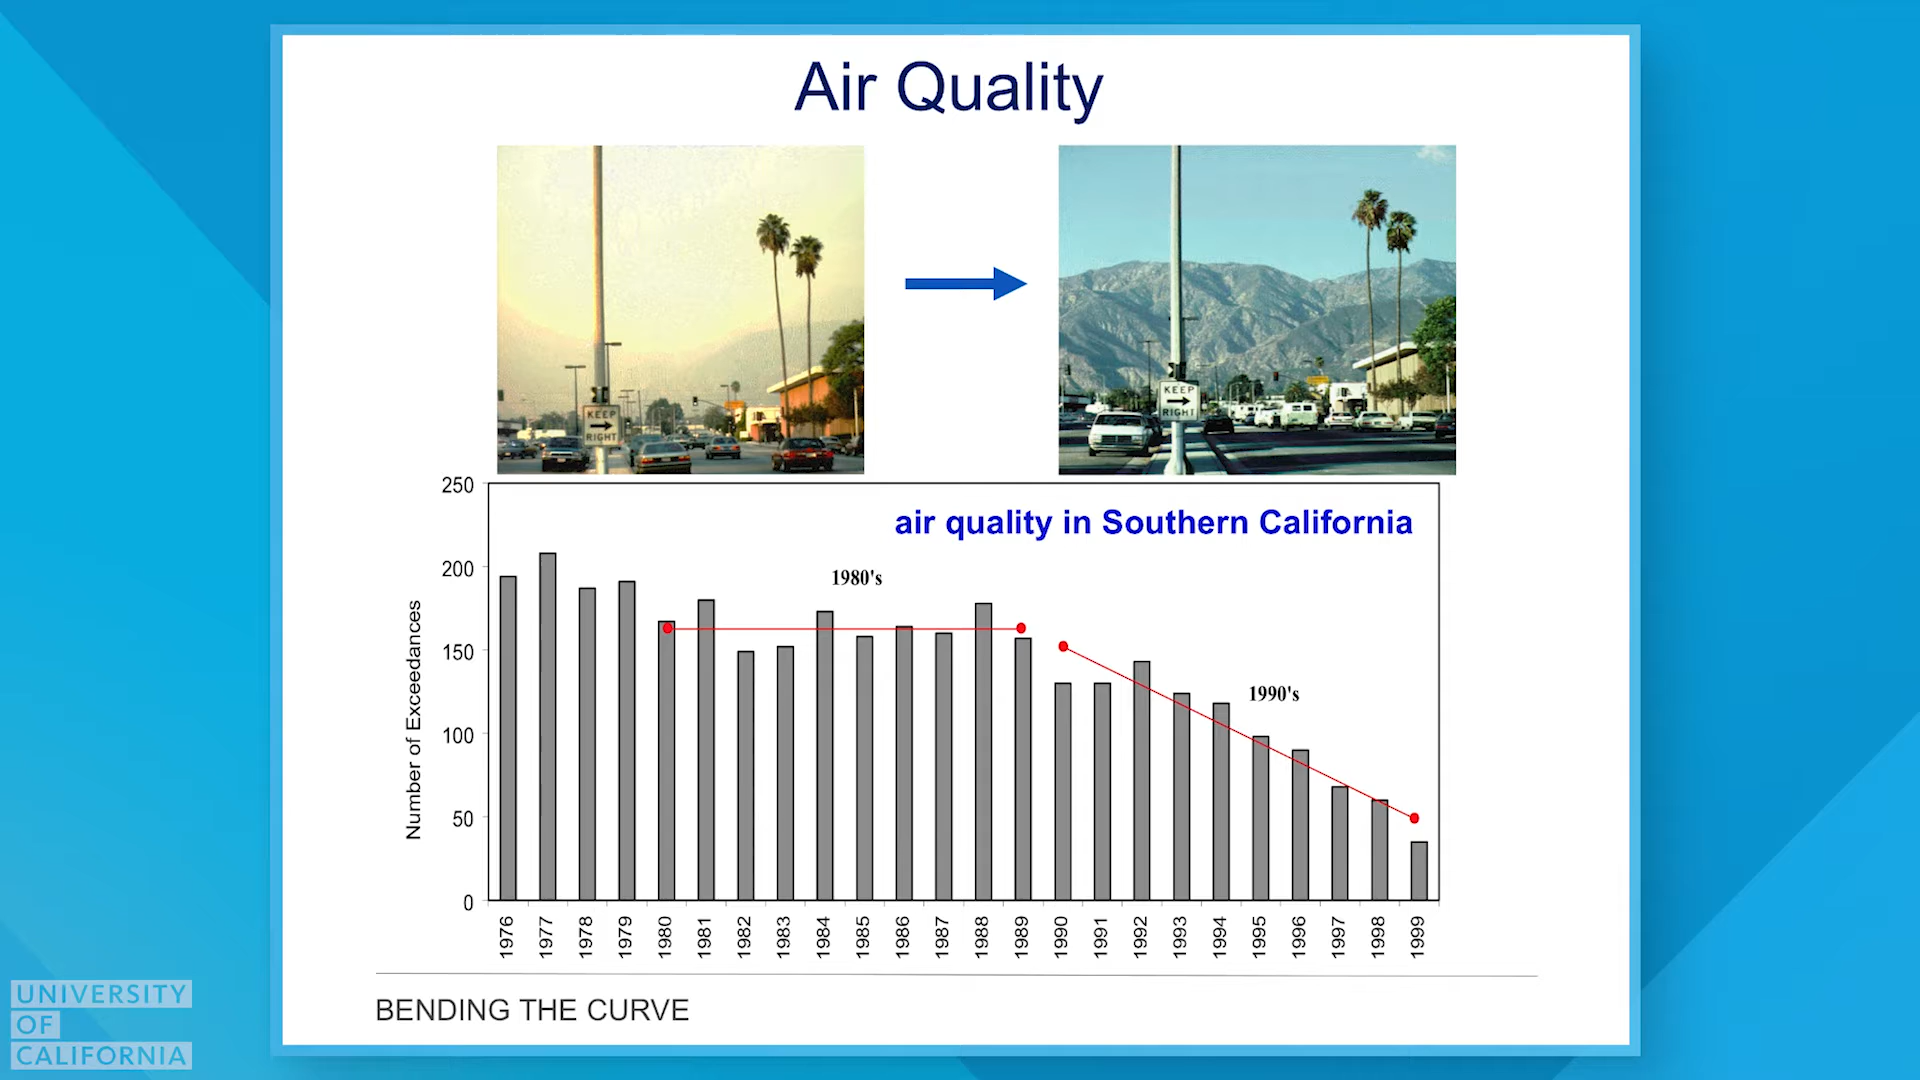 Air Quality
KEEP
RIGHT
KEEP
RIGHT
air quality in Southern California
1980's
1990's
Number of Exceedances
250
200
150
100
50
0
1976
1977
1978
1979
1980
1981
1982
1983
1984
1985
1986
1987
1988
1989
1990
1991
1992
1993
1994
1995
1996
1997
1998
1999
BENDING THE CURVE
UNIVERSITY
OF
CALIFORNIA